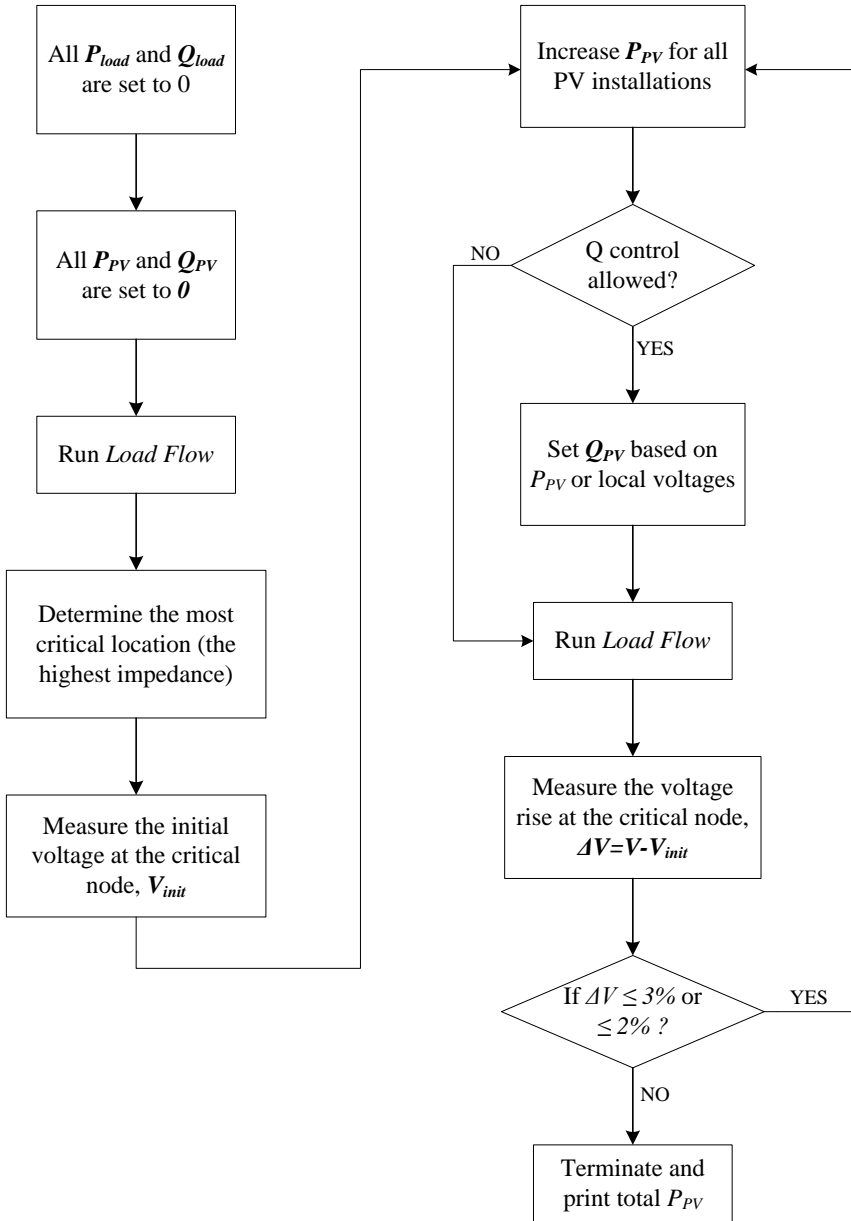 All P_load and Q_load
are set to 0
All P_PV and Q_PV
are set to 0
Run Load Flow
Determine the most
critical location (the
highest impedance)
Measure the initial
voltage at the critical
node, V_init
Increase P_PV for all
PV installations
NO
Q control
allowed?
YES
Set Q_PV based on
P_PV or local voltages
Run Load Flow
Measure the voltage
rise at the critical node,
ΔV=V-V_init
If ΔV ≤ 3% or
≤ 2% ?
YES
NO
Terminate and
print total P_PV